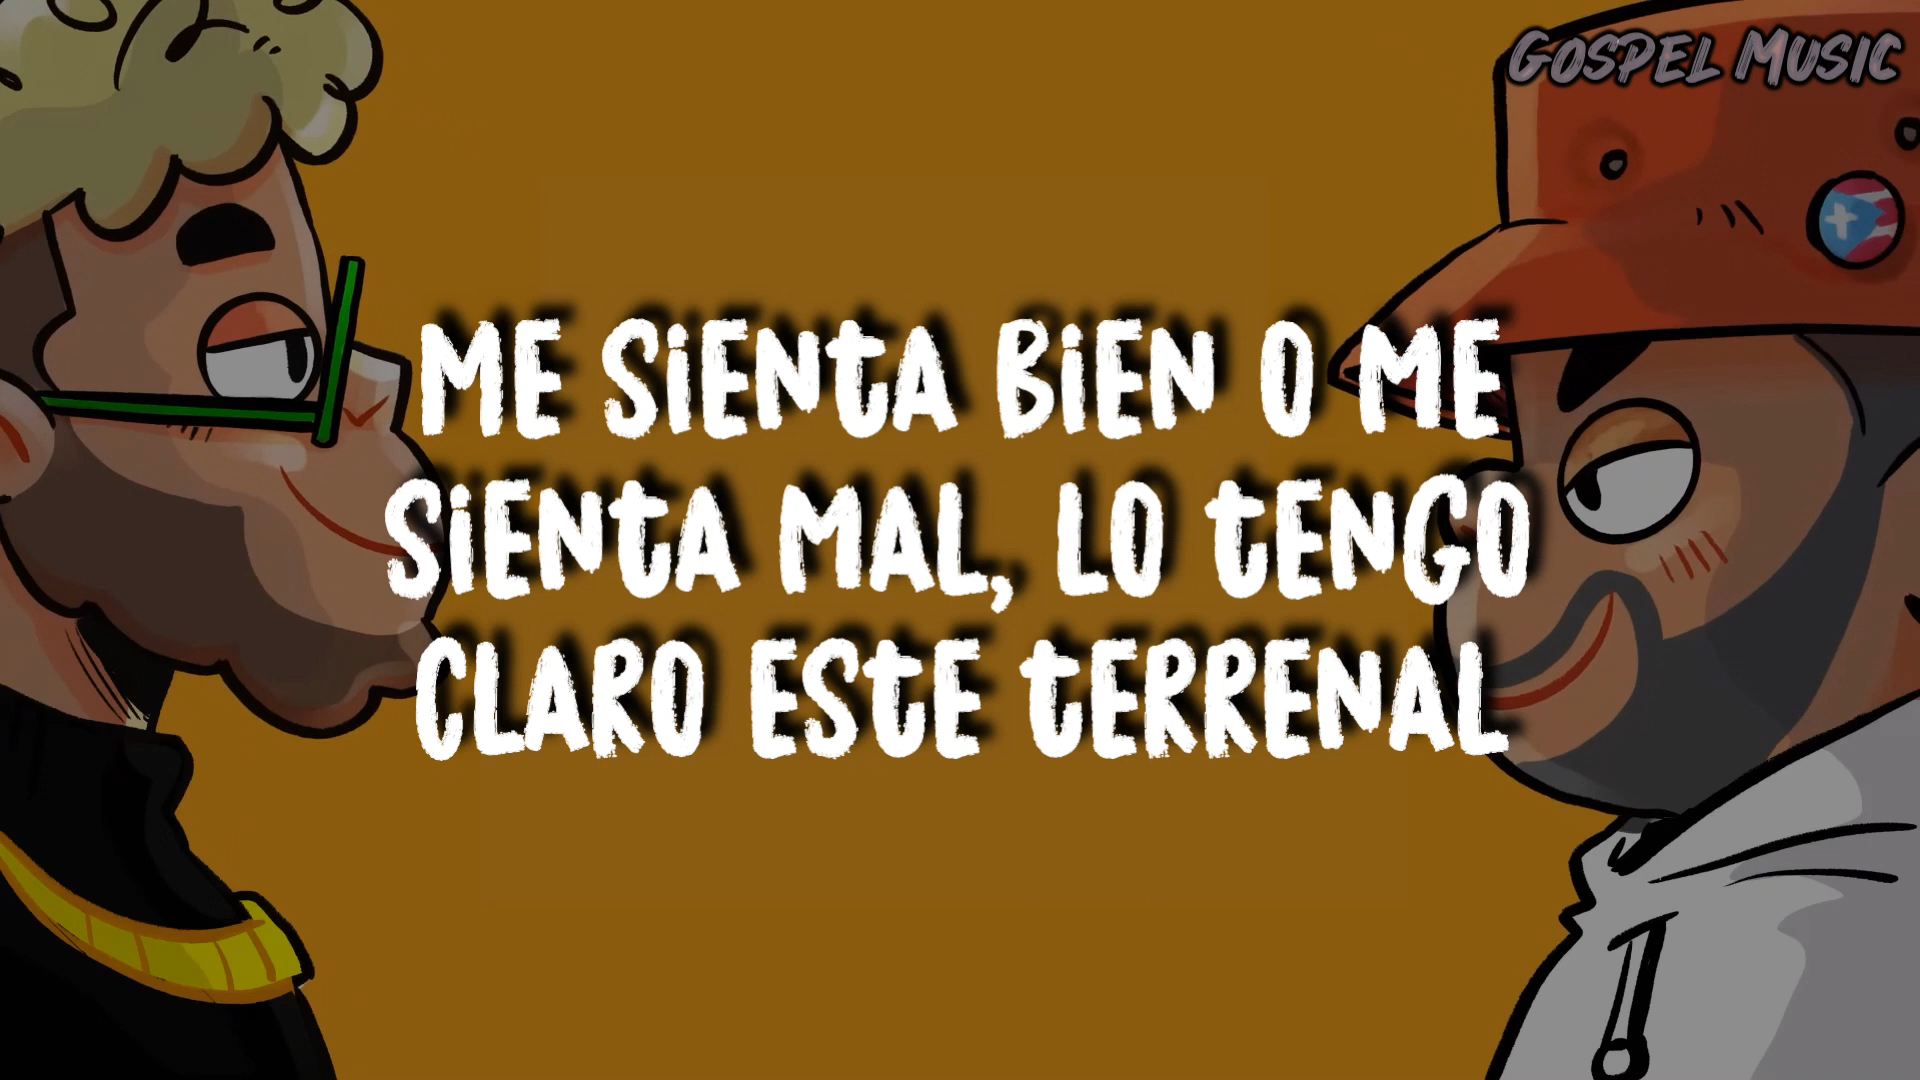 GOSPEL MUSIC
ME SIENTA BIEN O ME
SIENTA MAL, LO TENGO
CLARO ESTE TERRENAL